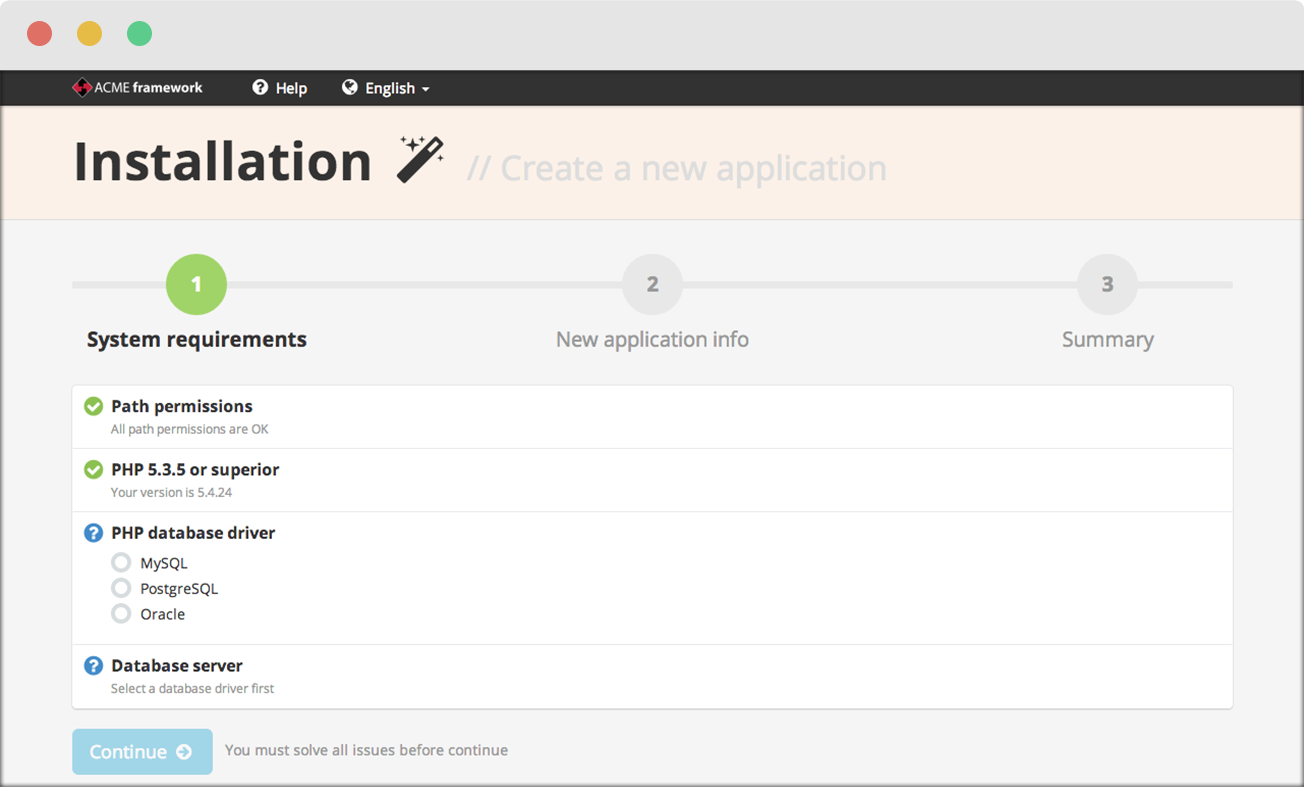 ACME framework Help English
Installation // Create a new application
1 2 3
System requirements New application info Summary
Path permissions
All path permissions are OK
PHP 5.3.5 or superior
Your version is 5.4.24
PHP database driver
MySQL
PostgreSQL
Oracle
Database server
Select a database driver first
Continue You must solve all issues before continue